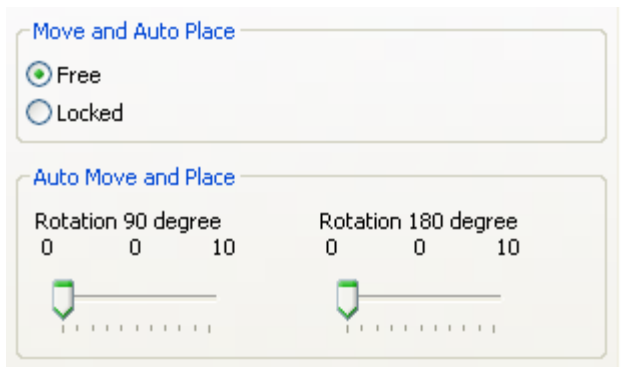 Move and Auto Place
Free
Locked
Auto Move and Place
Rotation 90 degree
0 0 10
Rotation 180 degree
0 0 10